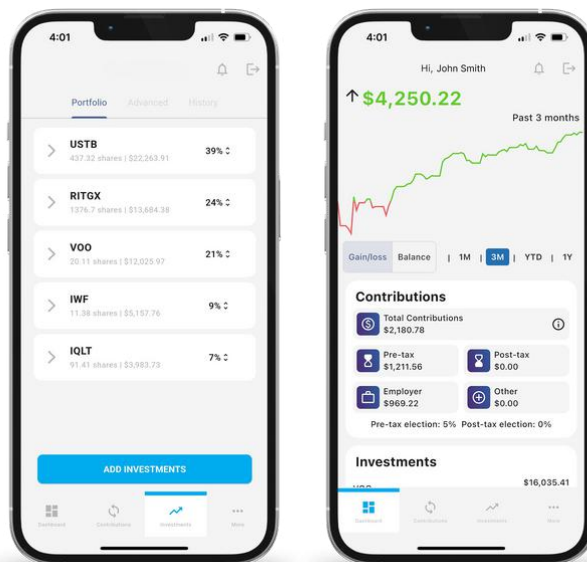 4:01
Portfolio Advanced History
USTB
437.32 shares | $22,263.91
39%
RITGX
1376.7 shares | $13,684.38
24%
VOO
20.11 shares | $12,025.97
21%
IWF
11.38 shares | $5,157.76
9%
IQLT
91.41 shares | $3,983.73
7%
ADD INVESTMENTS
Dashboard Contributions Investments More
4:01
Hi, John Smith
$4,250.22
Past 3 months
Gain/loss Balance | 1M | 3M | YTD | 1Y
Contributions
Total Contributions
$2,180.78
Pre-tax
$1,211.56
Post-tax
$0.00
Employer
$969.22
Other
$0.00
Pre-tax election: 5% Post-tax election: 0%
Investments
$16,035.41
Dashboard Contributions Investments More